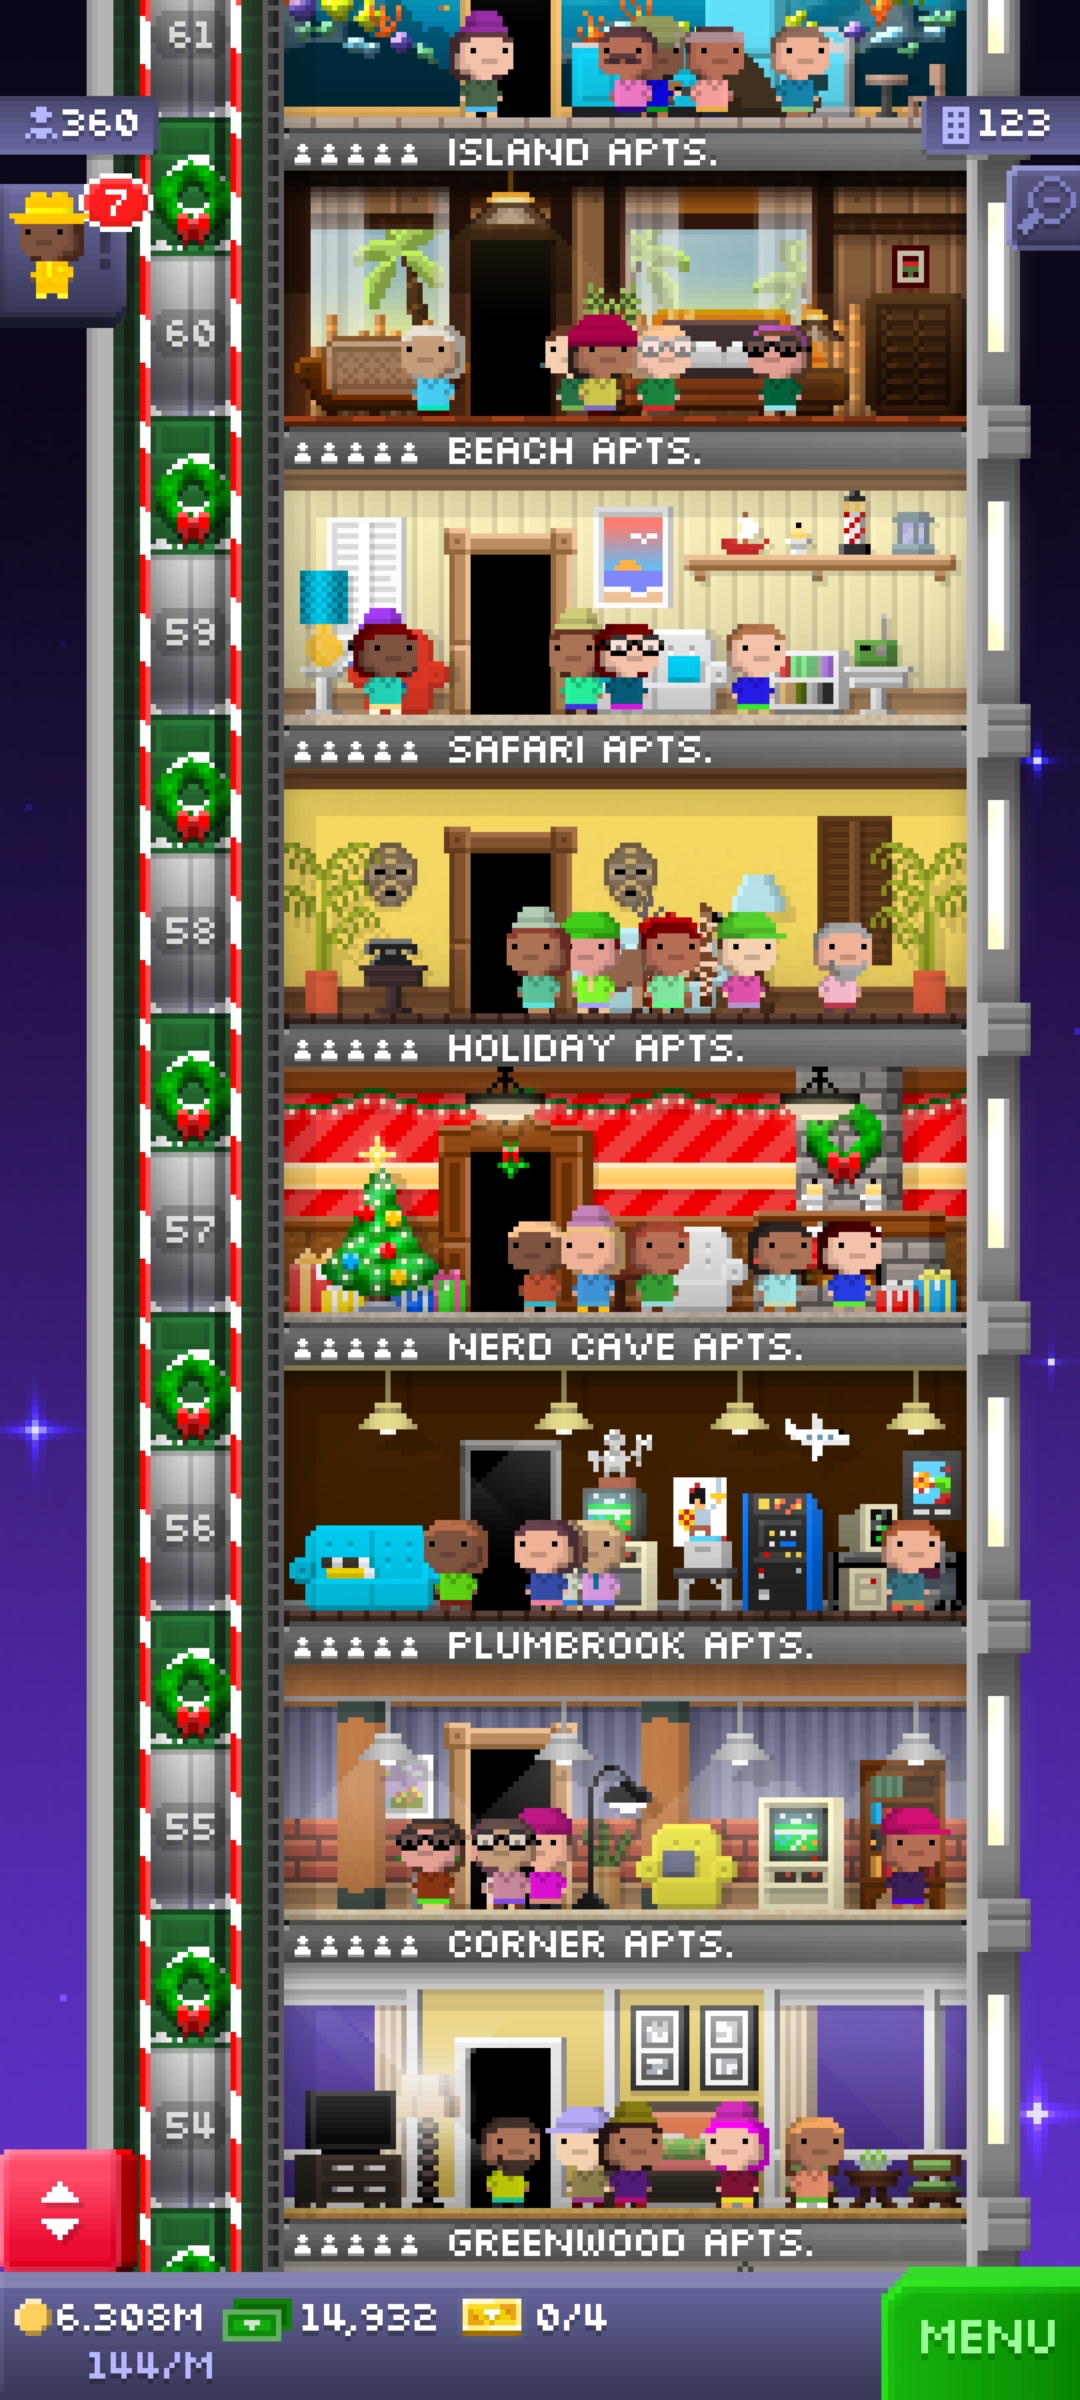 61
360
123
ISLAND APTS.
7
60
BEACH APTS.
59
SAFARI APTS.
58
HOLIDAY APTS.
57
NERD CAVE APTS.
56
PLUMBROOK APTS.
55
CORNER APTS.
54
GREENWOOD APTS.
6.308M 14,932 0/4
144/M
MENU